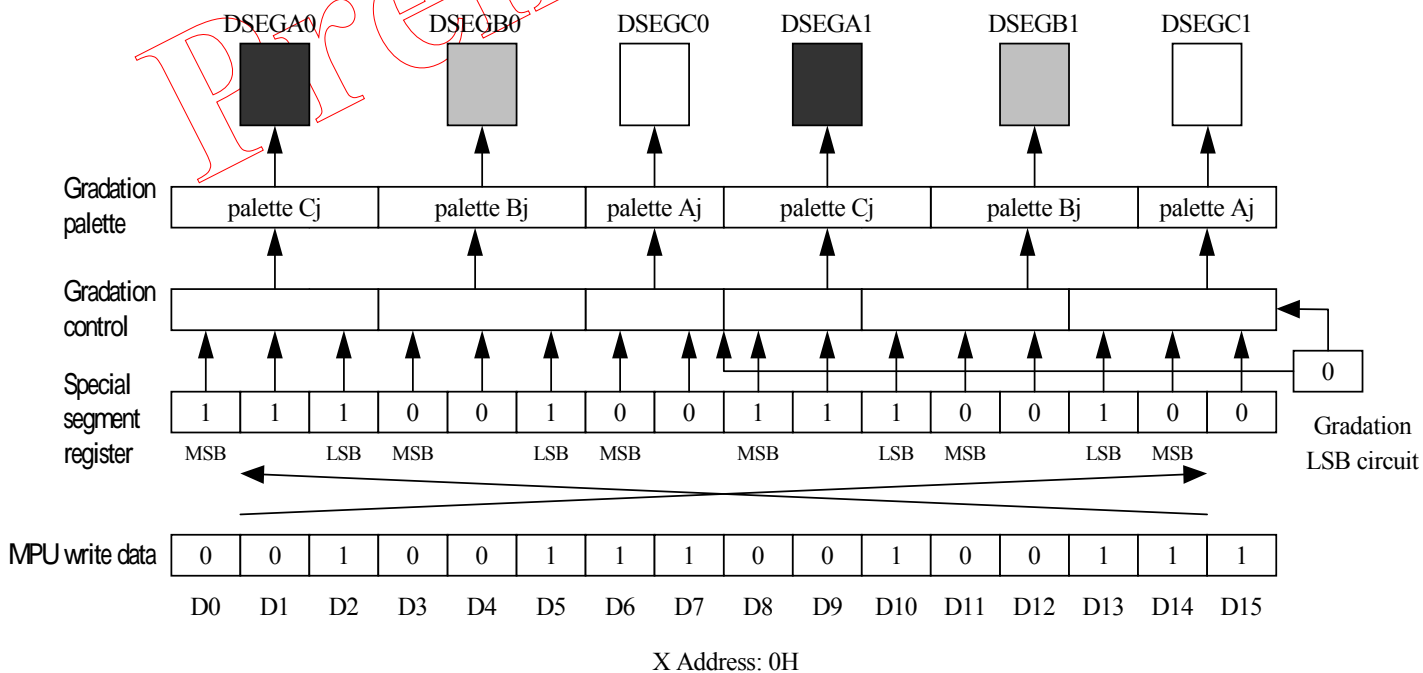 Prel
DSEGA0 DSEGB0 DSEGC0 DSEGA1 DSEGB1 DSEGC1
Gradation palette
palette Cj palette Bj palette Aj palette Cj palette Bj palette Aj
Gradation control
Special segment register
1 1 1 0 0 1 0 0 1 1 1 0 0 1 0 0
0
MSB LSB MSB LSB MSB MSB LSB MSB LSB MSB
Gradation
LSB circuit
MPU write data 0 0 1 0 0 1 1 1 0 0 1 0 0 1 1 1
D0 D1 D2 D3 D4 D5 D6 D7 D8 D9 D10 D11 D12 D13 D14 D15
X Address: 0H